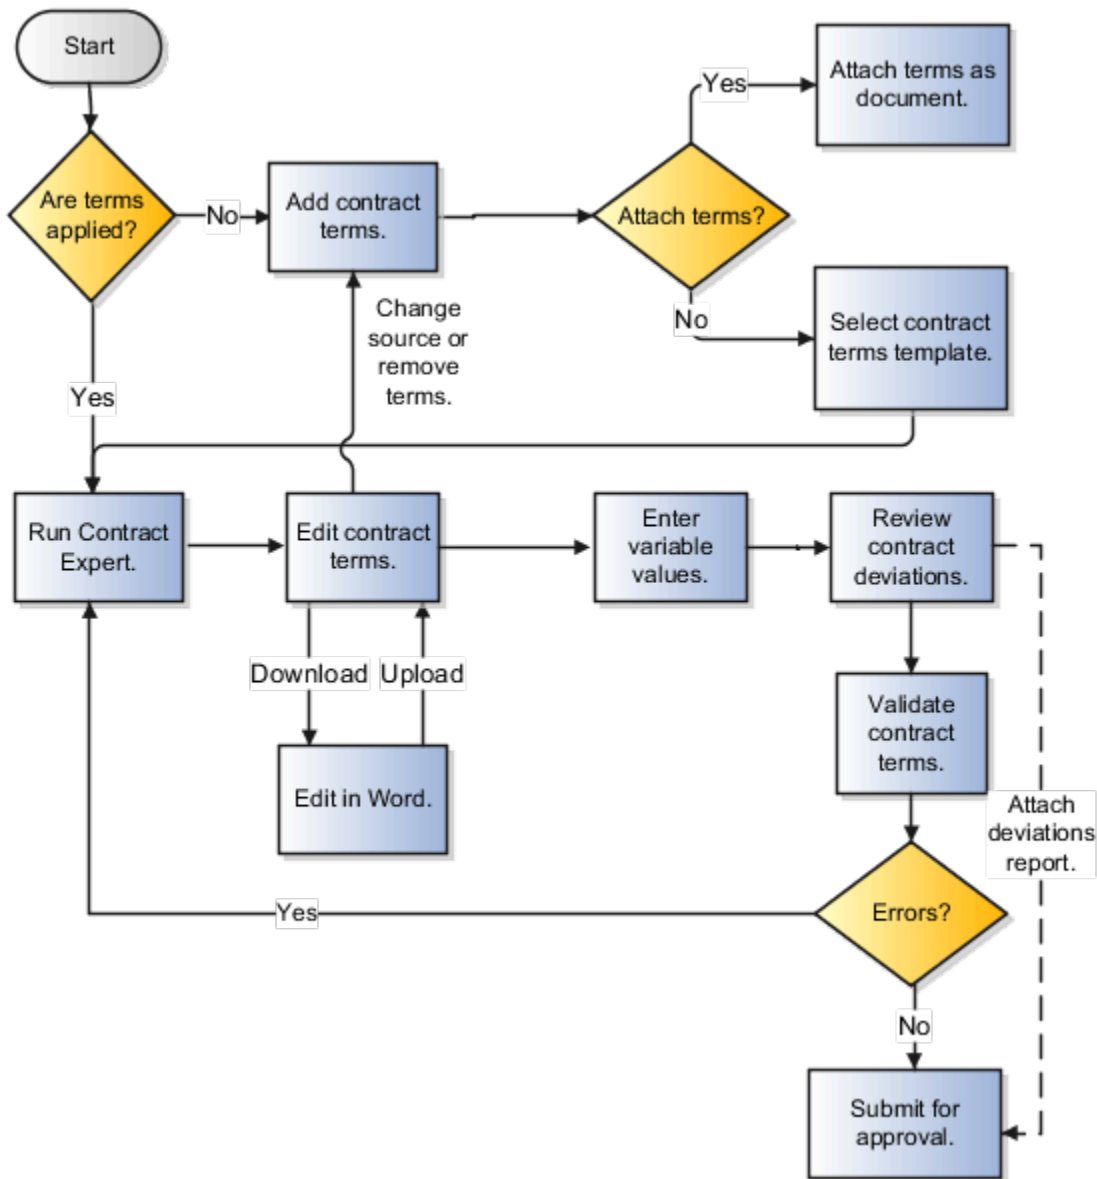 Start
Are terms
applied?
No
Add contract
terms.
Attach terms?
Yes
Attach terms as
document.
No
Select contract
terms template.
Change
source or
remove
terms.
Yes
Run Contract
Expert.
Edit contract
terms.
Enter
variable
values.
Review
contract
deviations.
Download
Upload
Edit in Word.
Validate
contract
terms.
Attach
deviations
report.
Errors?
Yes
No
Submit for
approval.